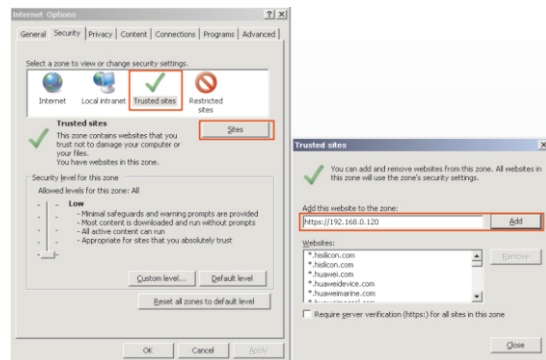 Internet Options
General Security Privacy Content Connections Programs Advanced
Select a zone to view or change security settings.
Internet Local intranet Trusted sites Restricted
sites
Trusted sites
This zone contains websites that you
trust not to damage your computer or
your files.
You have websites in this zone.
Sites
Security level for this zone
Allowed levels for this zone: All
Low
- Minimal safeguards and warning prompts are provided
- Most content is downloaded and run without prompts
- All active content can run
- Appropriate for sites that you absolutely trust
Custom level... Default level
Reset all zones to default level
OK Cancel Apply
Trusted sites
You can add and remove websites from this zone. All websites in
this zone will use the zone's security settings.
Add this website to the zone:
https://192.168.0.120 Add
Websites:
*.hisilicon.com Remove
*.hislicon.com
*.huawei.com
*.huaweidevice.com
*.huaweimarine.com
Require server verification (https:) for all sites in this zone
Close